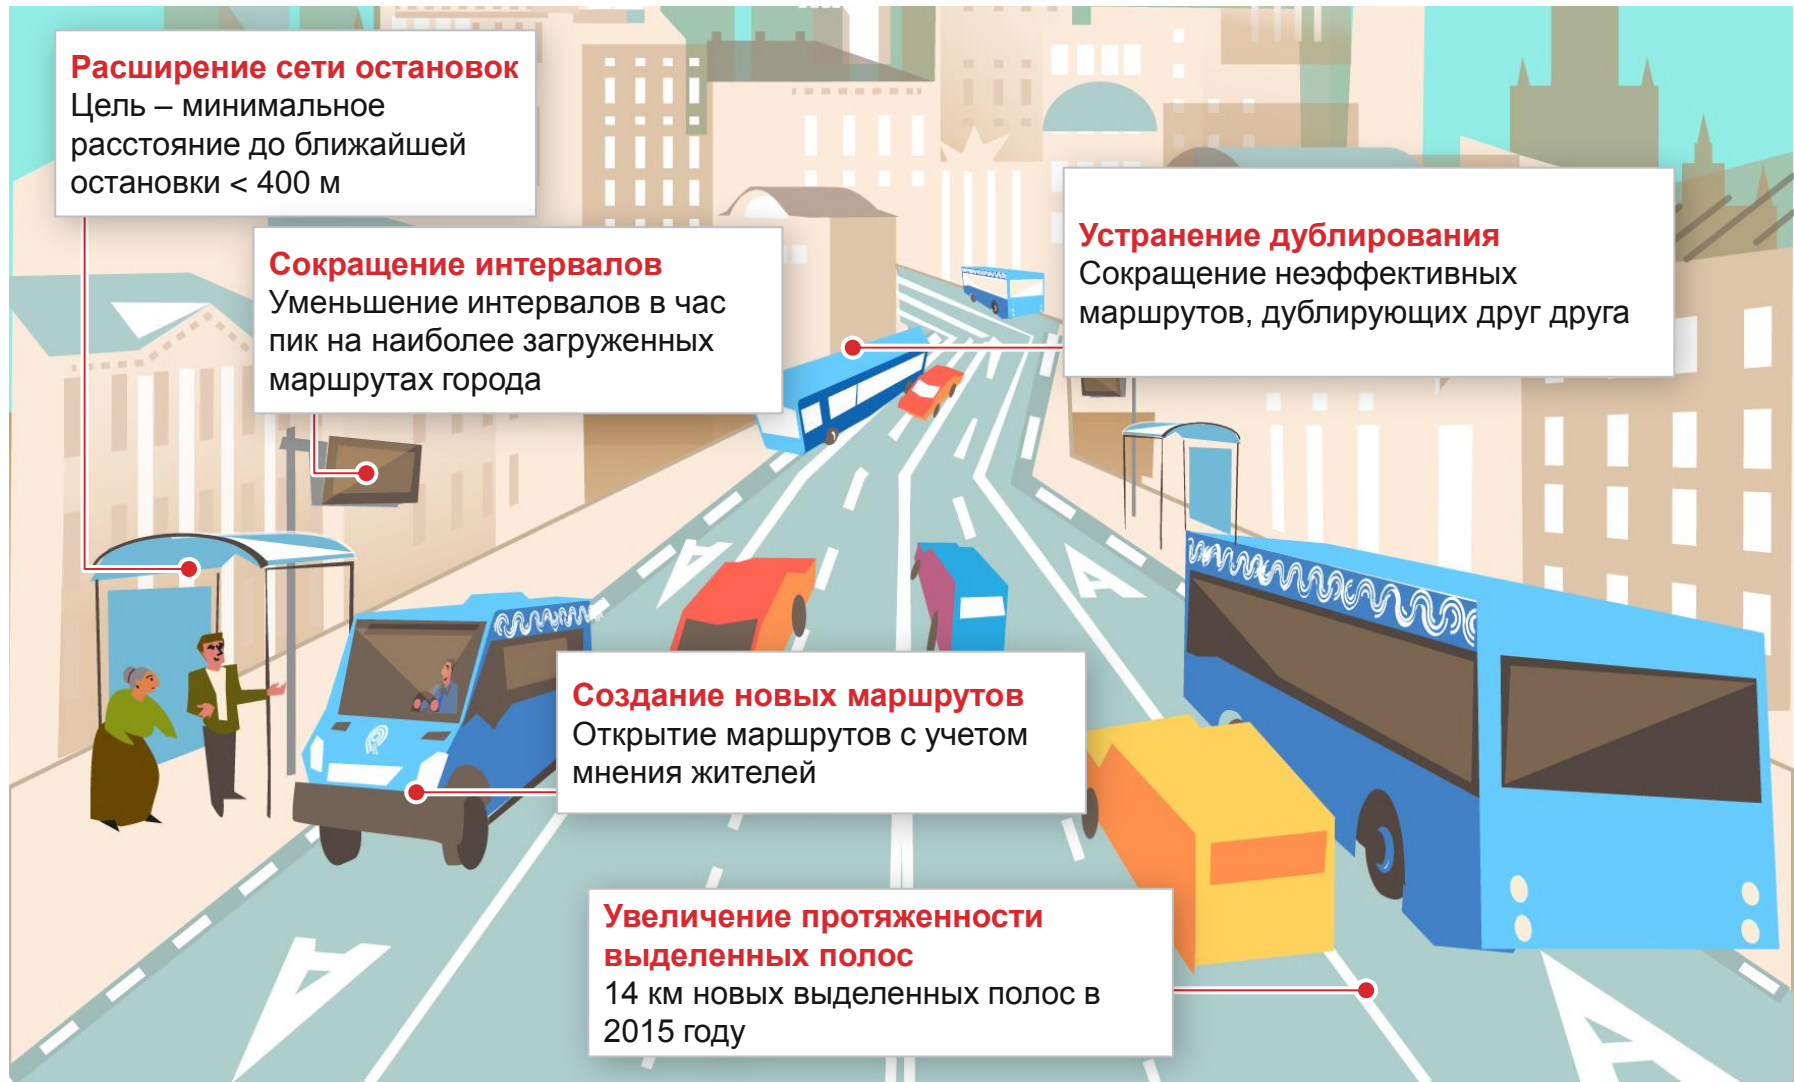 Расширение сети остановок
Цель – минимальное
расстояние до ближайшей
остановки < 400 м
Сокращение интервалов
Уменьшение интервалов в час
пик на наиболее загруженных
маршрутах города
Устранение дублирования
Сокращение неэффективных
маршрутов, дублирующих друг друга
Создание новых маршрутов
Открытие маршрутов с учетом
мнения жителей
Увеличение протяженности
выделенных полос
14 км новых выделенных полос в
2015 году
А
А
А
А